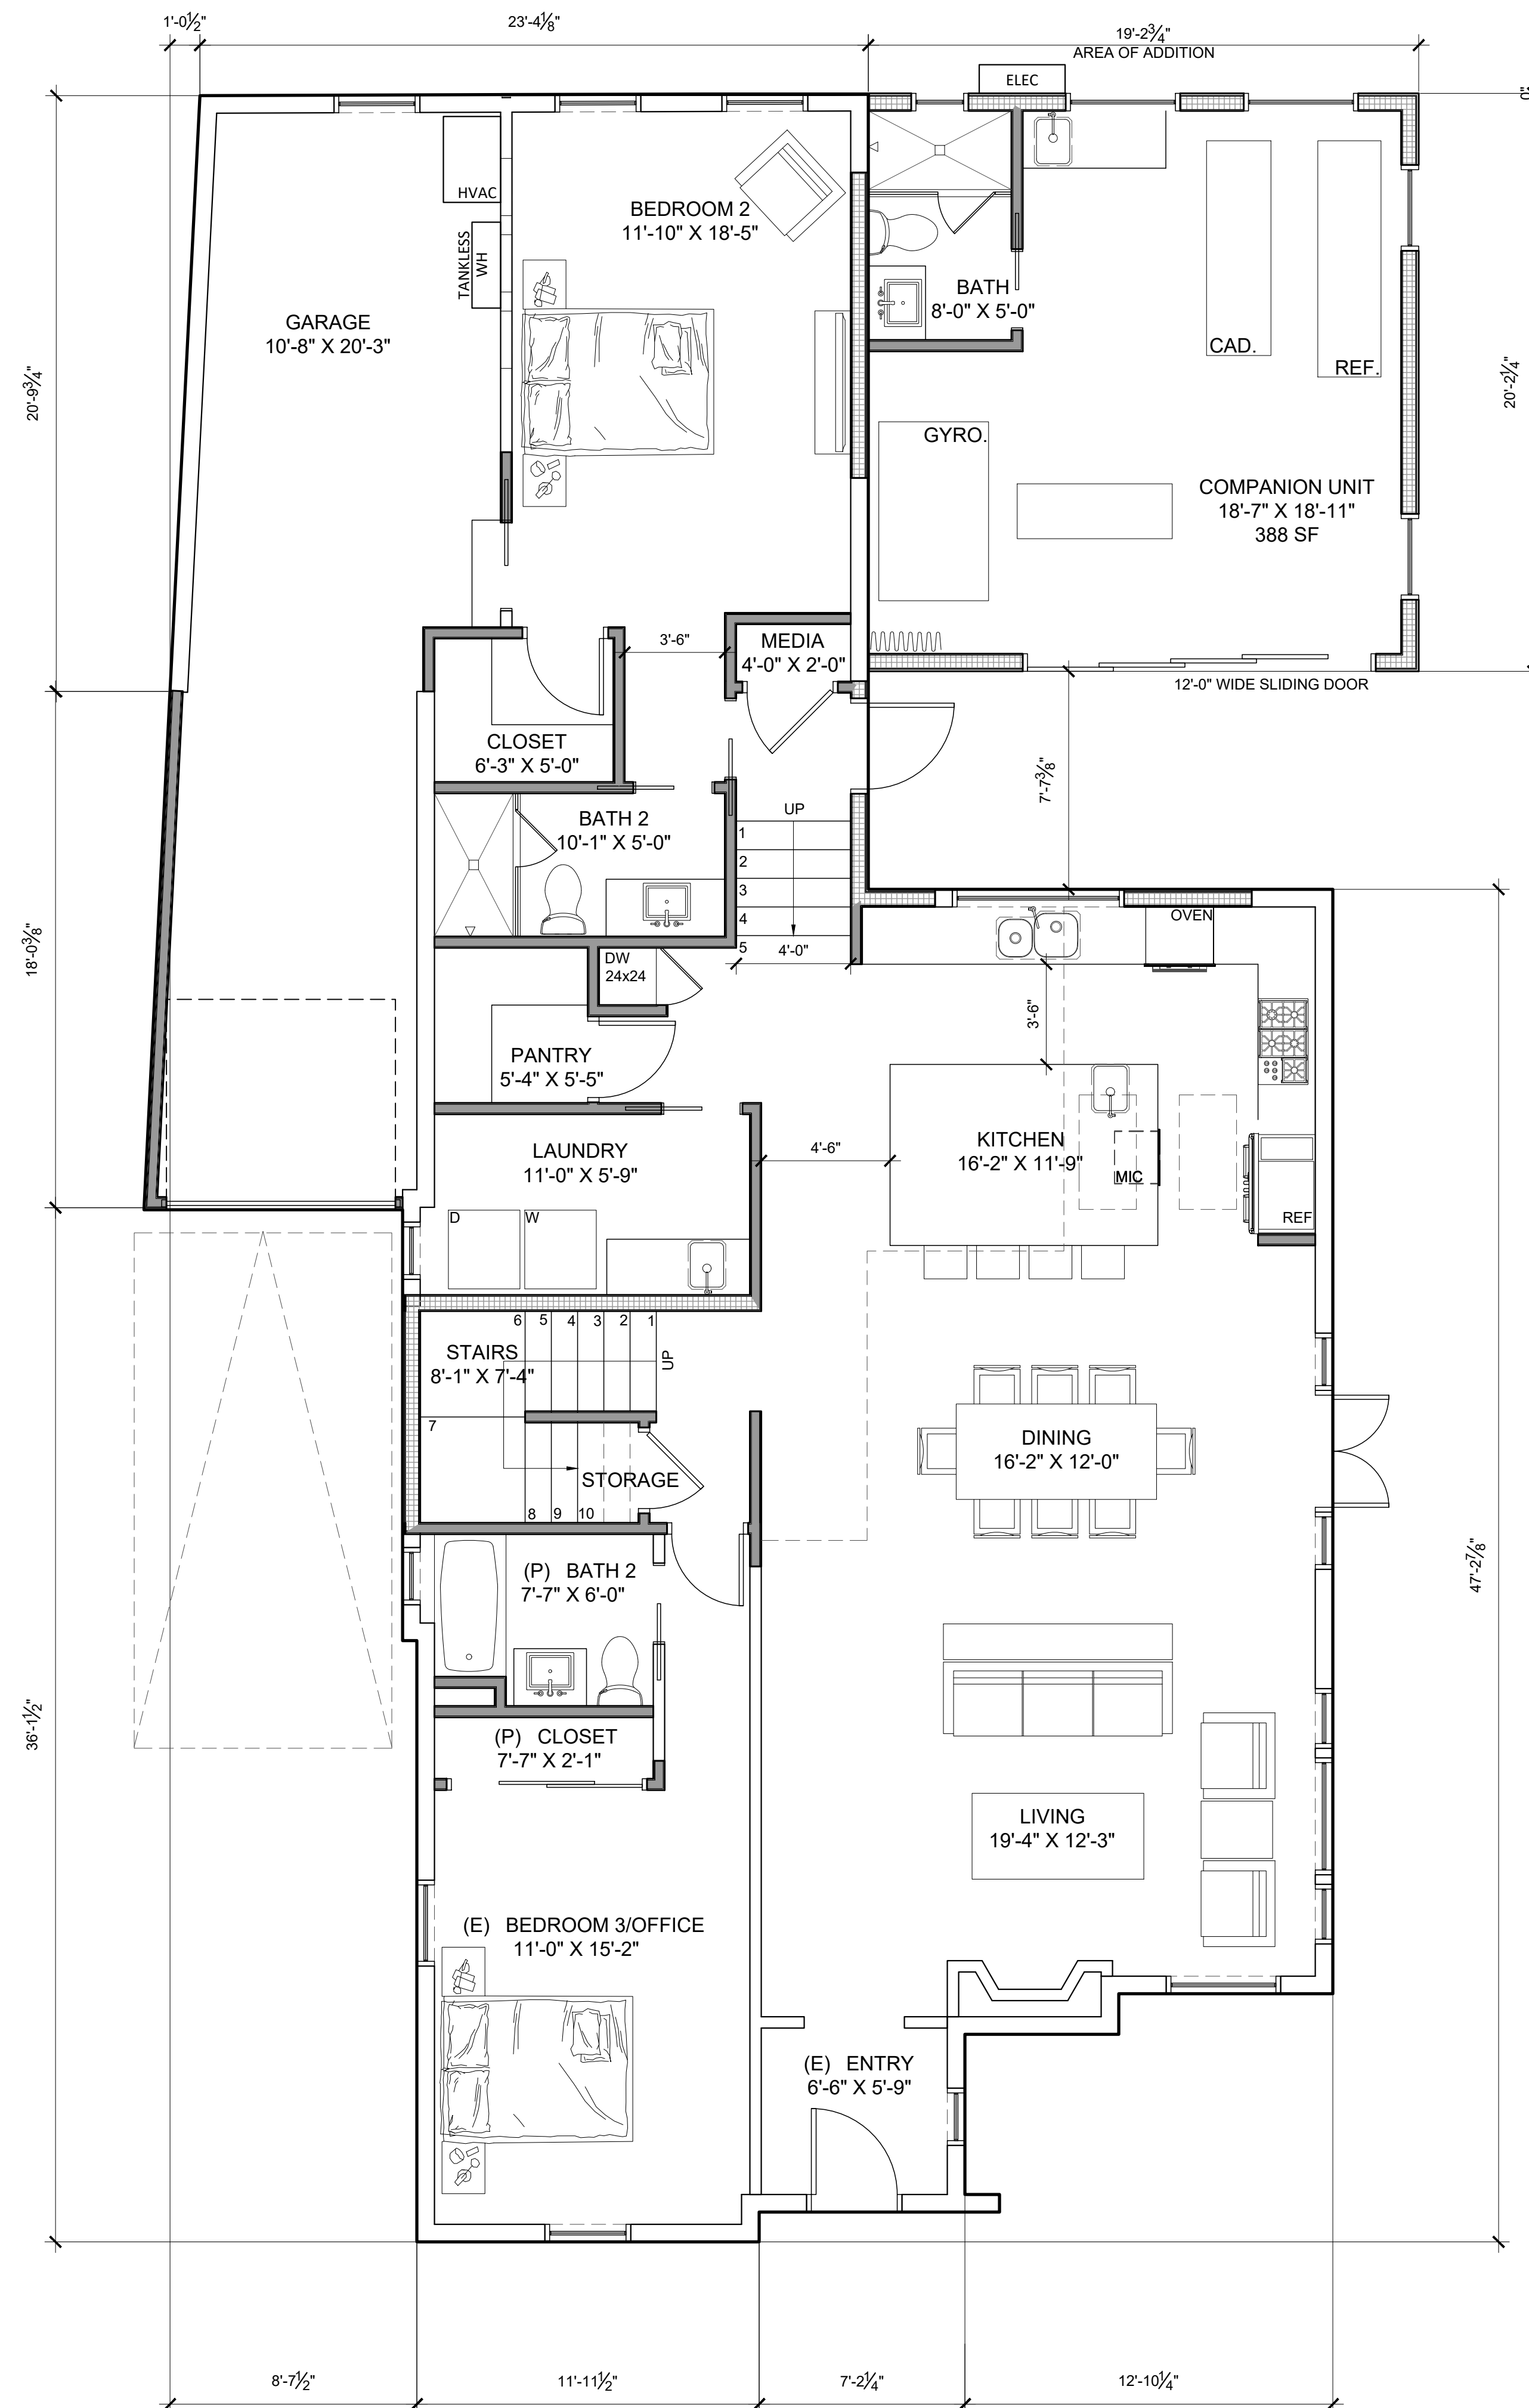 1'-0½"
23'-4⅛"
19'-2¾"
AREA OF ADDITION
ELEC
0"
HVAC
BEDROOM 2
11'-10" X 18'-5"
TANKLESS
WH
BATH
8'-0" X 5'-0"
GARAGE
10'-8" X 20'-3"
CAD.
REF.
20'-9¾"
20'-2¼"
GYRO.
COMPANION UNIT
18'-7" X 18'-11"
388 SF
3'-6"
MEDIA
4'-0" X 2'-0"
12'-0" WIDE SLIDING DOOR
CLOSET
6'-3" X 5'-0"
7'-7⅜"
UP
BATH 2
10'-1" X 5'-0"
1
2
3
4
5
4'-0"
OVEN
18'-0⅜"
DW
24x24
3'-6"
PANTRY
5'-4" X 5'-5"
LAUNDRY
11'-0" X 5'-9"
4'-6"
KITCHEN
16'-2" X 11'-9"
MIC
REF
D
W
6
5
4
3
2
1
STAIRS
8'-1" X 7'-4"
UP
7
DINING
16'-2" X 12'-0"
STORAGE
8
9
10
(P) BATH 2
7'-7" X 6'-0"
47'-2⅞"
36'-1½"
(P) CLOSET
7'-7" X 2'-1"
LIVING
19'-4" X 12'-3"
(E) BEDROOM 3/OFFICE
11'-0" X 15'-2"
(E) ENTRY
6'-6" X 5'-9"
8'-7½"
11'-11½"
7'-2¼"
12'-10¼"